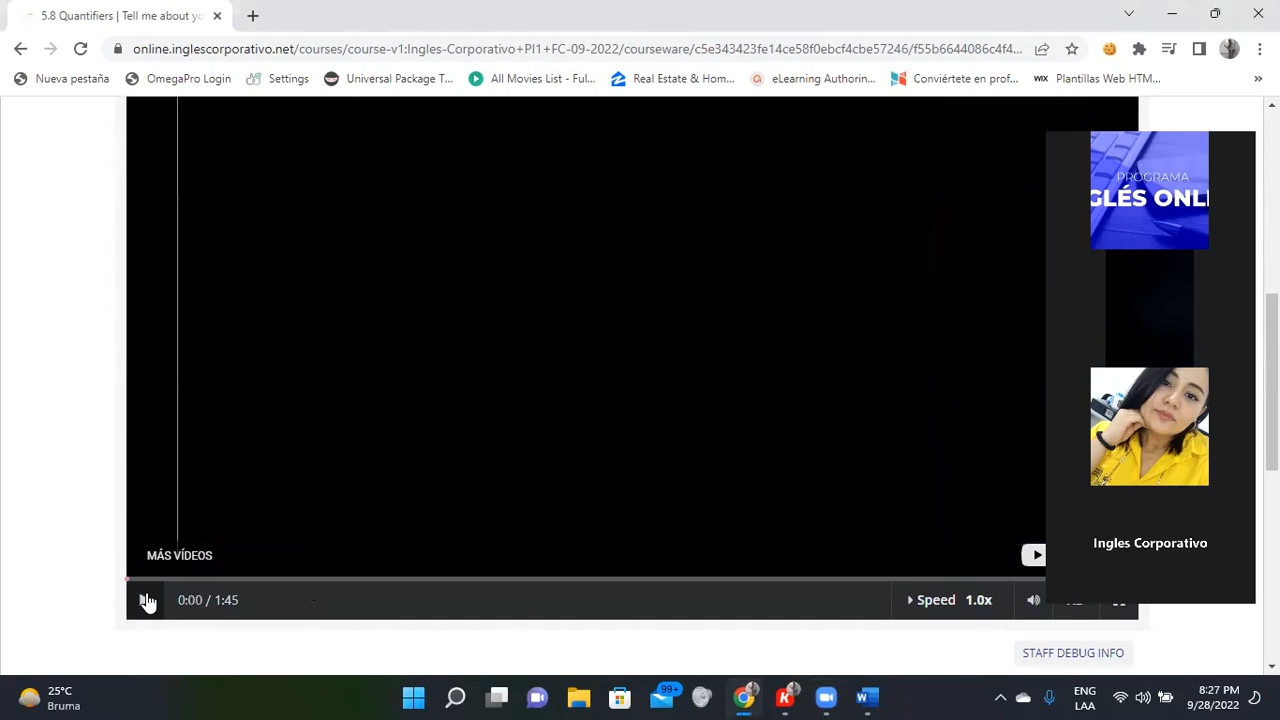 5.8 Quantifiers | Tell me about yo
online.inglescorporativo.net/courses/course-v1:Ingles-Corporativo+PI1+FC-09-2022/courseware/c5e343423fe14ce58f0ebcf4cbe57246/f55b6644086c4f4...
Nueva pestaña OmegaPro Login Settings Universal Package T... All Movies List - Ful... Real Estate & Hom... eLearning Authorin... Conviértete en prof... WIX Plantillas Web HTM... »
PROGRAMA
GLÉS ONLI
MÁS VÍDEOS
Ingles Corporativo
0:00 / 1:45 Speed 1.0x
STAFF DEBUG INFO
25°C
Bruma
99+
ENG
LAA
8:27 PM
9/28/2022